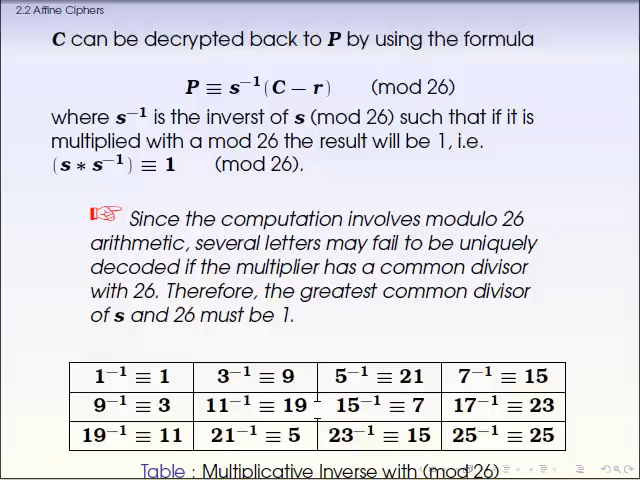 2.2 Affine Ciphers
C can be decrypted back to P by using the formula
P ≡ s⁻¹(C − r) (mod 26)
where s⁻¹ is the inverst of s (mod 26) such that if it is
multiplied with a mod 26 the result will be 1, i.e.
(s ∗ s⁻¹) ≡ 1 (mod 26).
Since the computation involves modulo 26
arithmetic, several letters may fail to be uniquely
decoded if the multiplier has a common divisor
with 26. Therefore, the greatest common divisor
of s and 26 must be 1.
1⁻¹ ≡ 1 3⁻¹ ≡ 9 5⁻¹ ≡ 21 7⁻¹ ≡ 15
9⁻¹ ≡ 3 11⁻¹ ≡ 19 15⁻¹ ≡ 7 17⁻¹ ≡ 23
19⁻¹ ≡ 11 21⁻¹ ≡ 5 23⁻¹ ≡ 15 25⁻¹ ≡ 25
Table : Multiplicative Inverse with (mod 26)